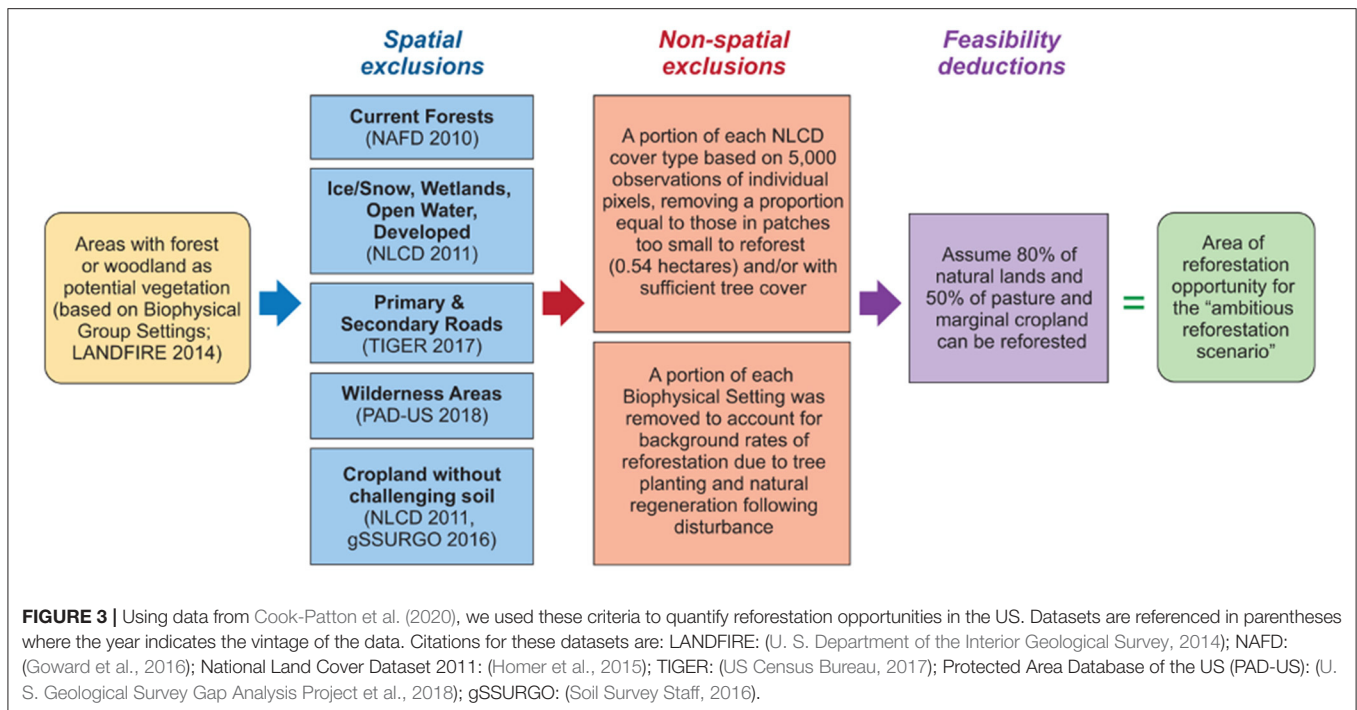 Spatial
exclusions
Non-spatial
exclusions
Feasibility
deductions
Areas with forest
or woodland as
potential vegetation
(based on Biophysical
Group Settings;
LANDFIRE 2014)
Current Forests
(NAFD 2010)
Ice/Snow, Wetlands,
Open Water,
Developed
(NLCD 2011)
Primary &
Secondary Roads
(TIGER 2017)
Wilderness Areas
(PAD-US 2018)
Cropland without
challenging soil
(NLCD 2011,
gSSURGO 2016)
A portion of each NLCD
cover type based on 5,000
observations of individual
pixels, removing a proportion
equal to those in patches
too small to reforest
(0.54 hectares) and/or with
sufficient tree cover
A portion of each
Biophysical Setting was
removed to account for
background rates of
reforestation due to tree
planting and natural
regeneration following
disturbance
Assume 80% of
natural lands and
50% of pasture and
marginal cropland
can be reforested
=
Area of
reforestation
opportunity for
the “ambitious
reforestation
scenario”
FIGURE 3 | Using data from Cook-Patton et al. (2020), we used these criteria to quantify reforestation opportunities in the US. Datasets are referenced in parentheses
where the year indicates the vintage of the data. Citations for these datasets are: LANDFIRE: (U. S. Department of the Interior Geological Survey, 2014); NAFD:
(Goward et al., 2016); National Land Cover Dataset 2011: (Homer et al., 2015); TIGER: (US Census Bureau, 2017); Protected Area Database of the US (PAD-US): (U.
S. Geological Survey Gap Analysis Project et al., 2018); gSSURGO: (Soil Survey Staff, 2016).